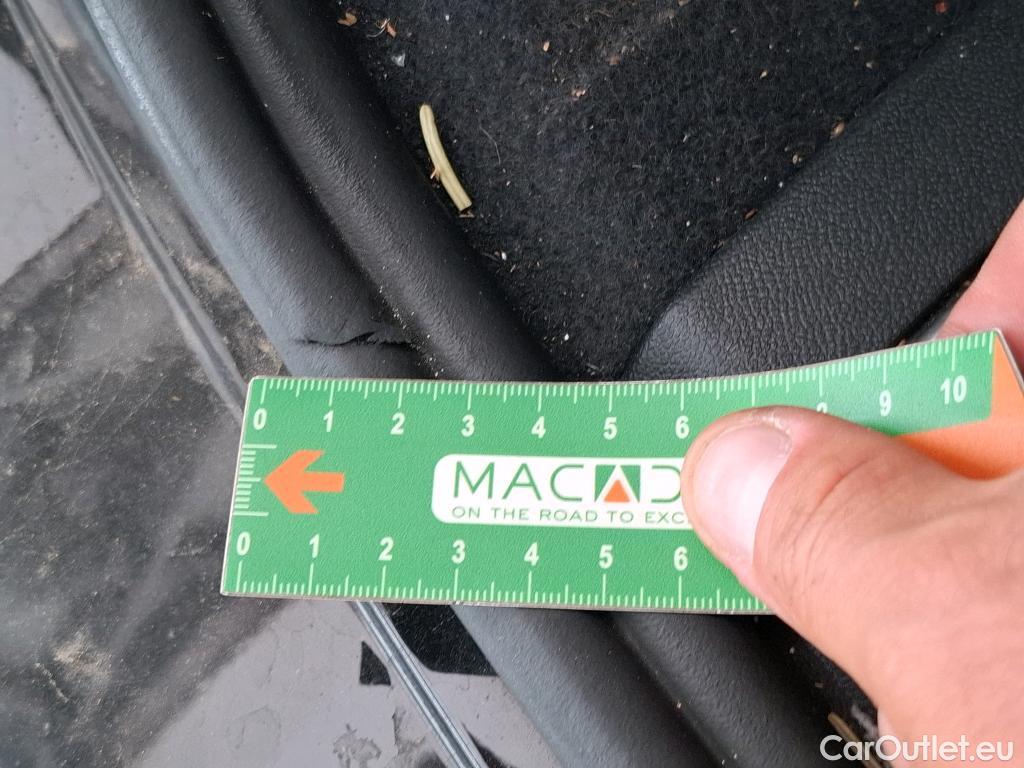 0 1 2 3 4 5 6 9 10
MACAD
ON THE ROAD TO EXC
0 1 2 3 4 5 6
CarOutlet.eu